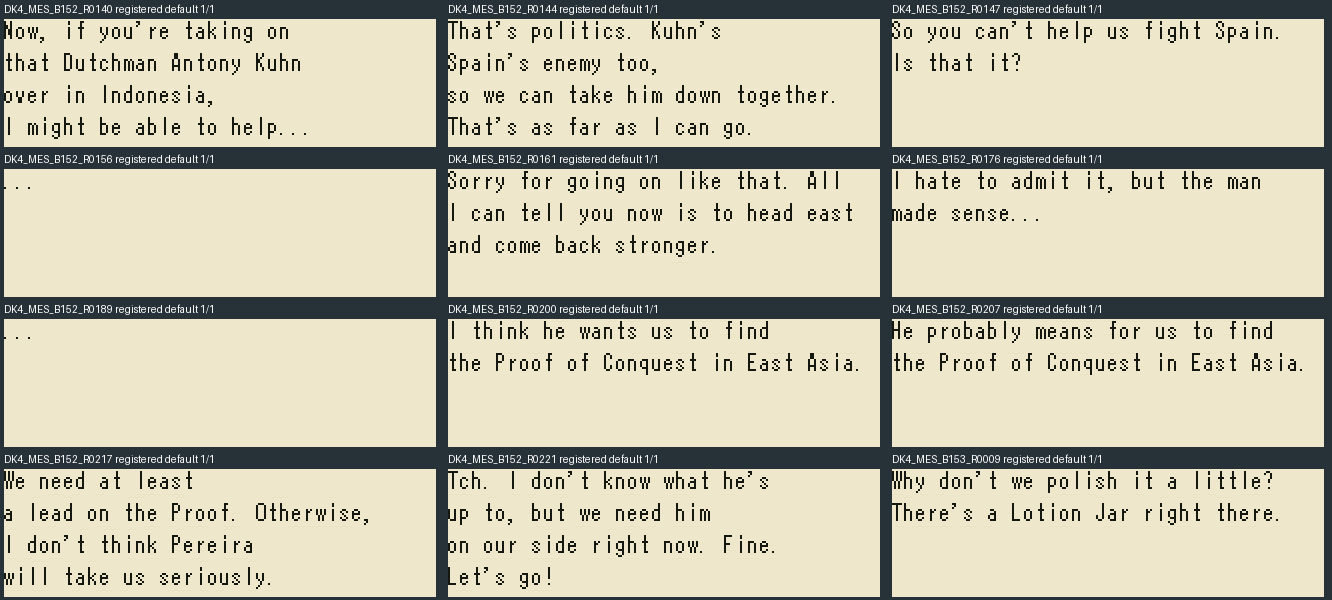 DK4_MES_B152_R0140 registered default 1/1
Now, if you're taking on
that Dutchman Antony Kuhn
over in Indonesia,
I might be able to help...
DK4_MES_B152_R0144 registered default 1/1
That's politics. Kuhn's
Spain's enemy too,
so we can take him down together.
That's as far as I can go.
DK4_MES_B152_R0147 registered default 1/1
So you can't help us fight Spain.
Is that it?
DK4_MES_B152_R0156 registered default 1/1
...
DK4_MES_B152_R0161 registered default 1/1
Sorry for going on like that. All
I can tell you now is to head east
and come back stronger.
DK4_MES_B152_R0176 registered default 1/1
I hate to admit it, but the man
made sense...
DK4_MES_B152_R0189 registered default 1/1
...
DK4_MES_B152_R0200 registered default 1/1
I think he wants us to find
the Proof of Conquest in East Asia.
DK4_MES_B152_R0207 registered default 1/1
He probably means for us to find
the Proof of Conquest in East Asia.
DK4_MES_B152_R0217 registered default 1/1
We need at least
a lead on the Proof. Otherwise,
I don't think Pereira
will take us seriously.
DK4_MES_B152_R0221 registered default 1/1
Tch. I don't know what he's
up to, but we need him
on our side right now. Fine.
Let's go!
DK4_MES_B153_R0009 registered default 1/1
Why don't we polish it a little?
There's a Lotion Jar right there.